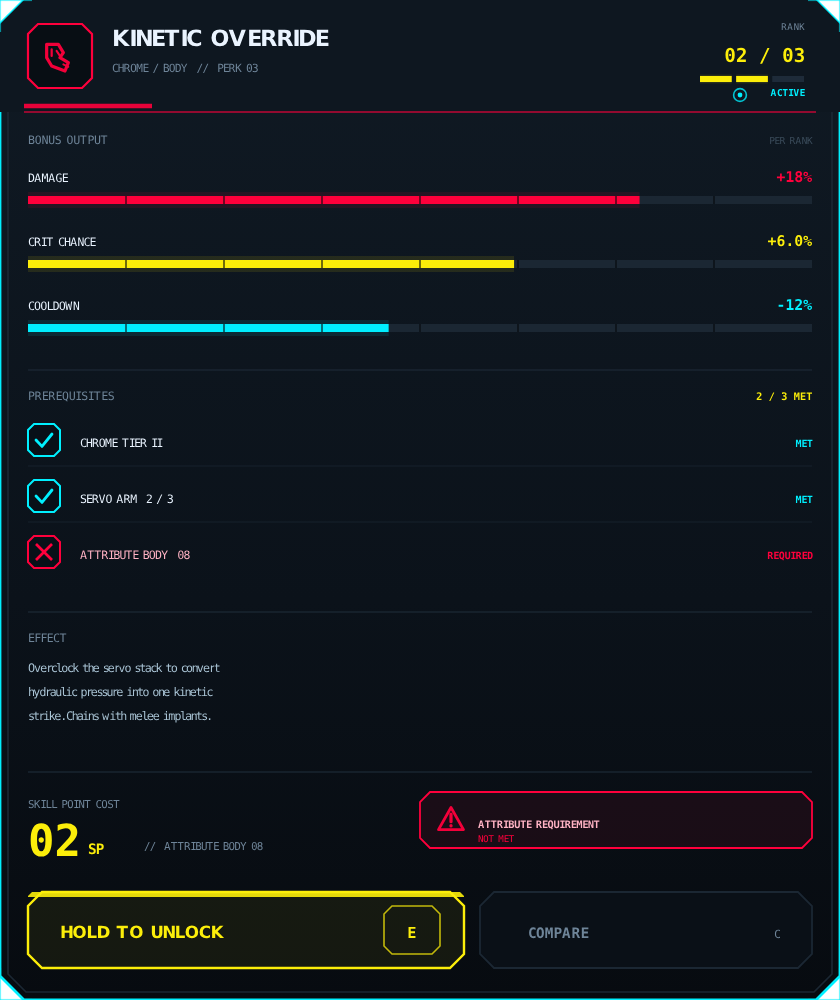 KINETIC OVERRIDE
CHROME / BODY // PERK 03
RANK
02 / 03
ACTIVE
BONUS OUTPUT
PER RANK
DAMAGE
+18%
CRIT CHANCE
+6.0%
COOLDOWN
-12%
PREREQUISITES
2 / 3 MET
CHROME TIER II
MET
SERVO ARM 2 / 3
MET
ATTRIBUTE BODY 08
REQUIRED
EFFECT
Overclock the servo stack to convert
hydraulic pressure into one kinetic
strike.Chains with melee implants.
SKILL POINT COST
02 SP
// ATTRIBUTE BODY 08
ATTRIBUTE REQUIREMENT
NOT MET
HOLD TO UNLOCK
E
COMPARE
C